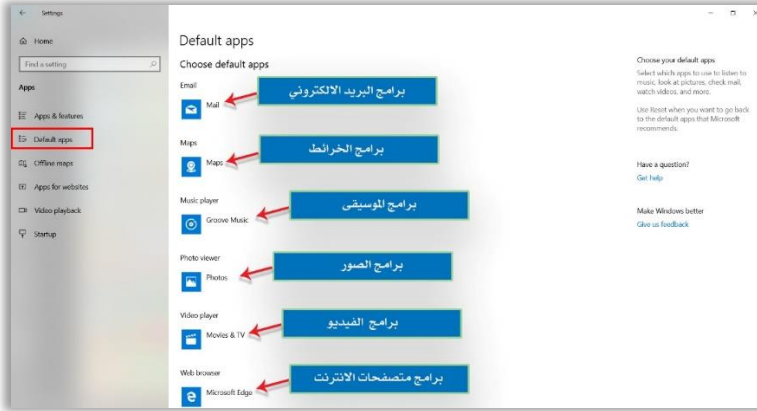 Settings
Home
Find a setting
Apps
Apps & features
Default apps
Offline maps
Apps for websites
Video playback
Startup
Default apps
Choose default apps
Email
Mail
برامج البريد الالكتروني
Maps
Maps
برامج الخرائط
Music player
Groove Music
برامج الموسيقى
Photo viewer
Photos
برامج الصور
Video player
Movies & TV
برامج الفيديو
Web browser
Microsoft Edge
برامج متصفحات الانترنت
Choose your default apps
Select which apps to use to listen to
music, look at pictures, check mail,
watch videos, and more.
Use Reset when you want to go back
to the default apps that Microsoft
recommends.
Have a question?
Get help
Make Windows better
Give us feedback